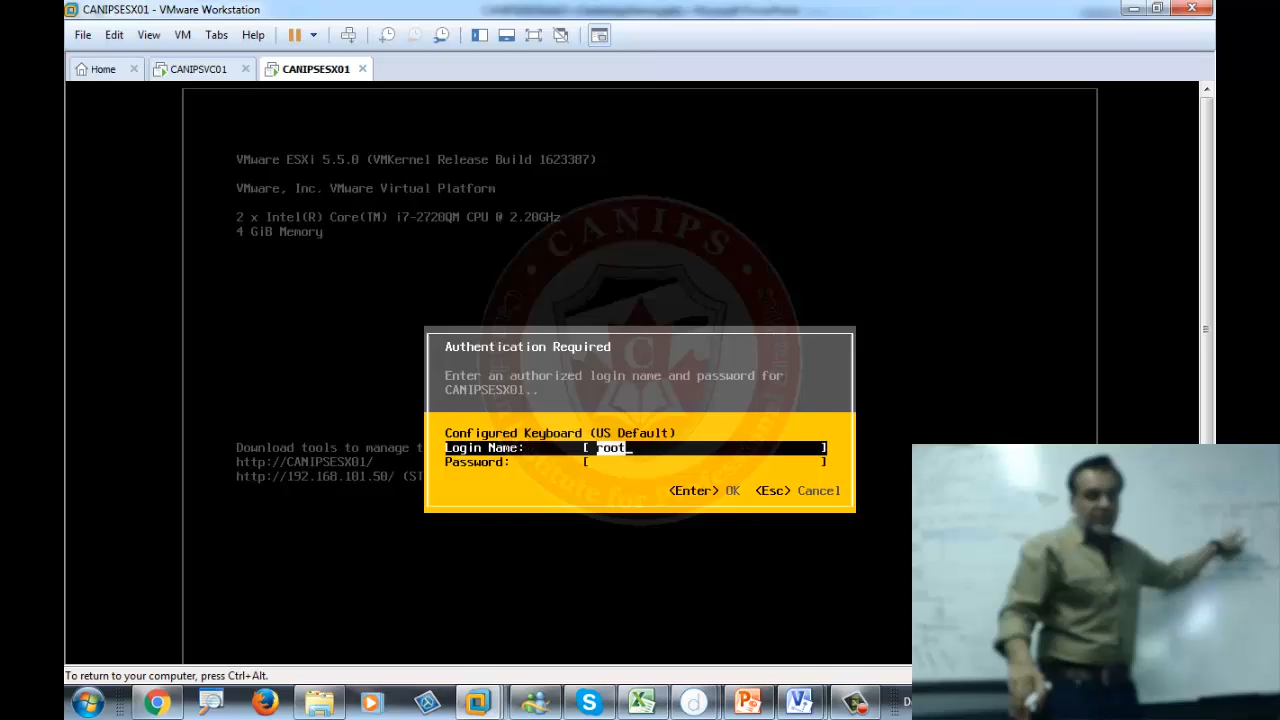 CANIPSESX01 - VMware Workstation
File Edit View VM Tabs Help
Home CANIPSVC01 CANIPSESX01
VMware ESXi 5.5.0 (VMKernel Release Build 1623387)
VMware, Inc. VMware Virtual Platform
2 x Intel(R) Core(TM) i7-2720QM CPU @ 2.20GHz
4 GiB Memory
CANIPS
C
Authentication Required
Enter an authorized login name and password for
CANIPSESX01..
Configured Keyboard (US Default)
Login Name: [ root_ ]
Password: [ ]
<Enter> OK <Esc> Cancel
Download tools to manage t
http://CANIPSESX01/
http://192.168.101.50/ (ST
To return to your computer, press Ctrl+Alt.